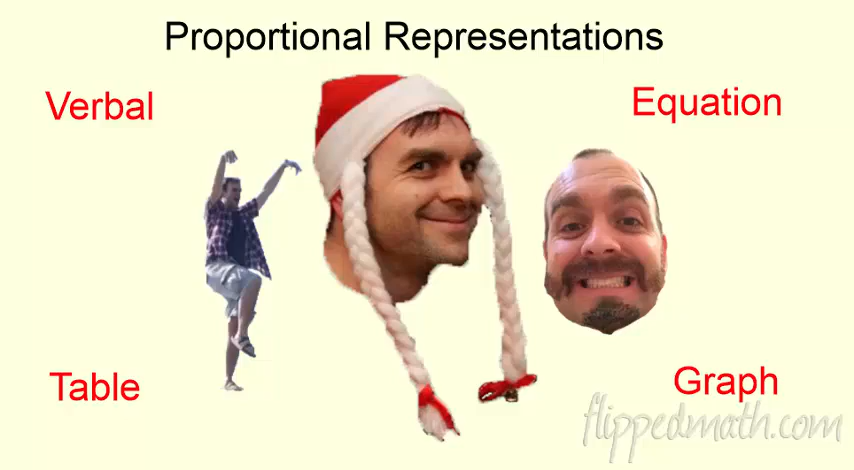 Proportional Representations
Verbal
Equation
Table
Graph
flippedmath.com